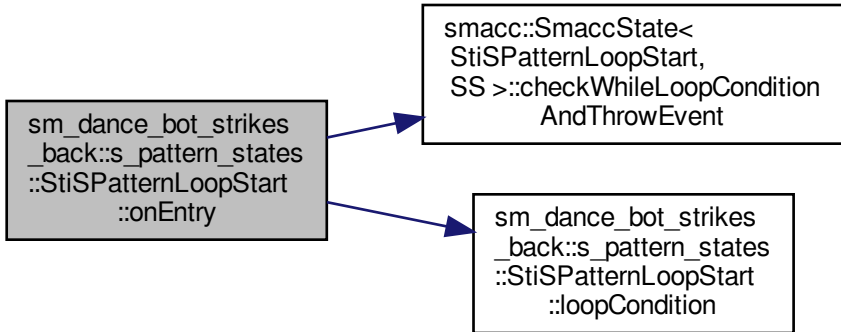 sm_dance_bot_strikes
_back::s_pattern_states
::StiSPatternLoopStart
::onEntry
smacc::SmaccState<
StiSPatternLoopStart,
SS >::checkWhileLoopCondition
AndThrowEvent
sm_dance_bot_strikes
_back::s_pattern_states
::StiSPatternLoopStart
::loopCondition